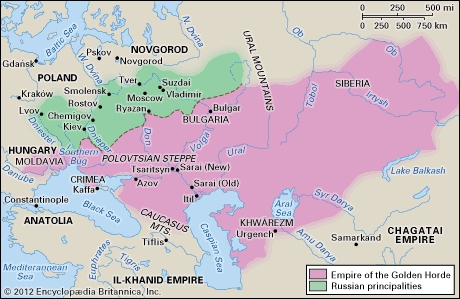 0 250 500 mi
0 250 500 750 km
Baltic Sea
Pskov
NOVGOROD
Novgorod
N. Dvina
URAL MOUNTAINS
Ob
Ob
Gdańsk
W. Dvina
POLAND
Tver
Suzdal
Smolensk
Moscow
Vladimir
SIBERIA
Kraków
Rostov
Ryazan
Bulgar
BULGARIA
Tobol
Irtysh
Lvov
Chernigov
Kiev
Dnieper
Dniester
Don
Volga
Ural
HUNGARY
Southern Bug
MOLDAVIA
POLOVTSIAN STEPPE
Tsaritsyn
Sarai (New)
Lake Balkash
Danube
CRIMEA
Kaffa
Azov
Sarai (Old)
Itil
Constantinople
Black Sea
CAUCASUS MTS.
Aral Sea
Syr Darya
KHWĀREZM
Urgench
CHAGATAI
EMPIRE
ANATOLIA
Tiflis
Caspian Sea
Amu Darya
Samarkand
Mediterranean Sea
Euphrates
Tigris
IL-KHANID EMPIRE
Empire of the Golden Horde
Russian principalities
© 2012 Encyclopædia Britannica, Inc.